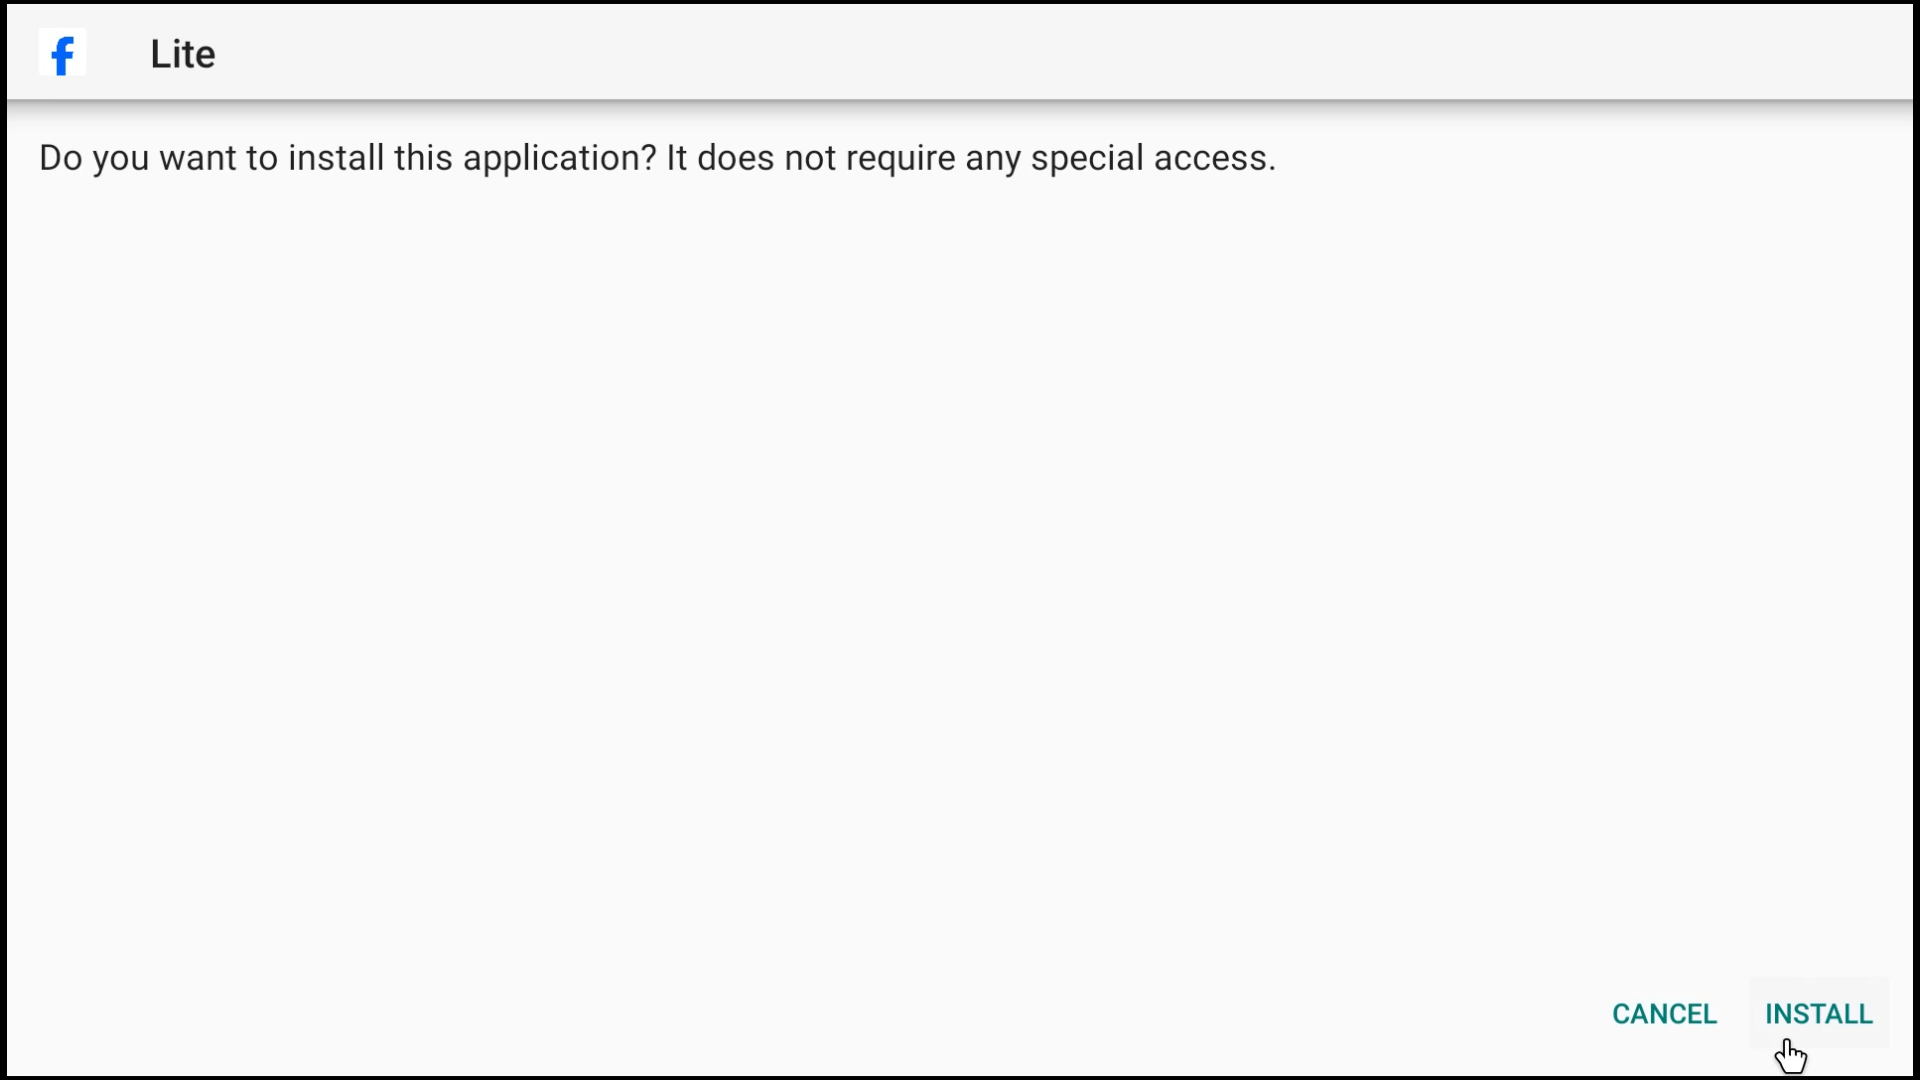 Lite
Do you want to install this application? It does not require any special access.
CANCEL INSTALL